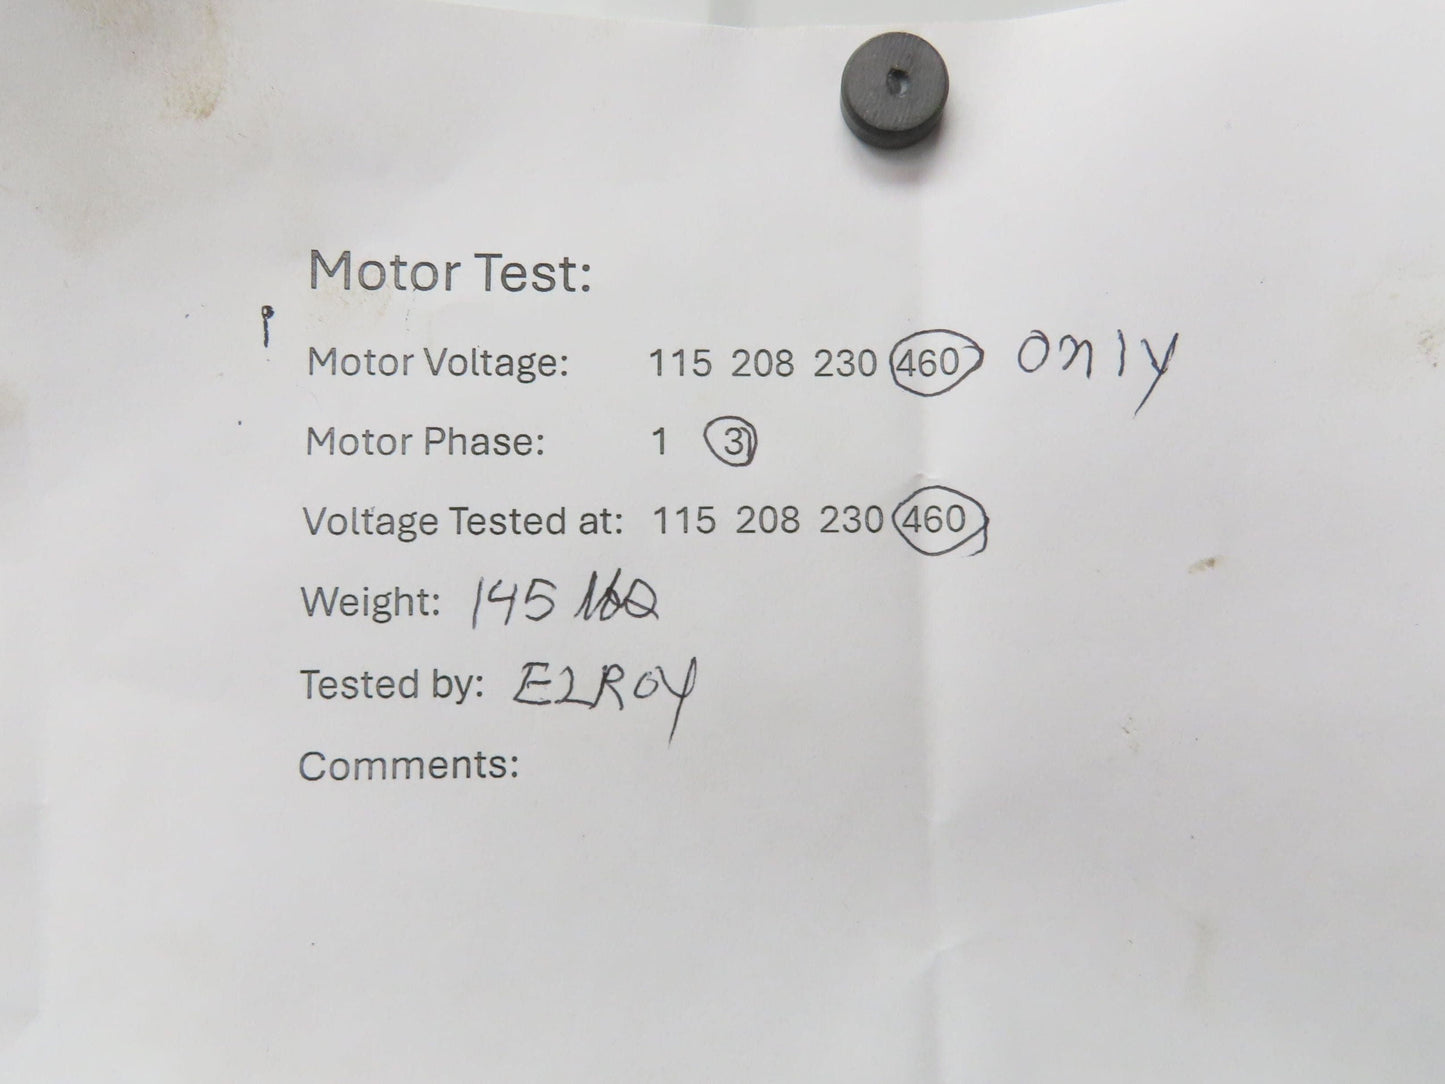 Motor Test:
Motor Voltage: 115 208 230 460 only
Motor Phase: 1 3
Voltage Tested at: 115 208 230 460
Weight: 145 lbs
Tested by: ELROY
Comments: